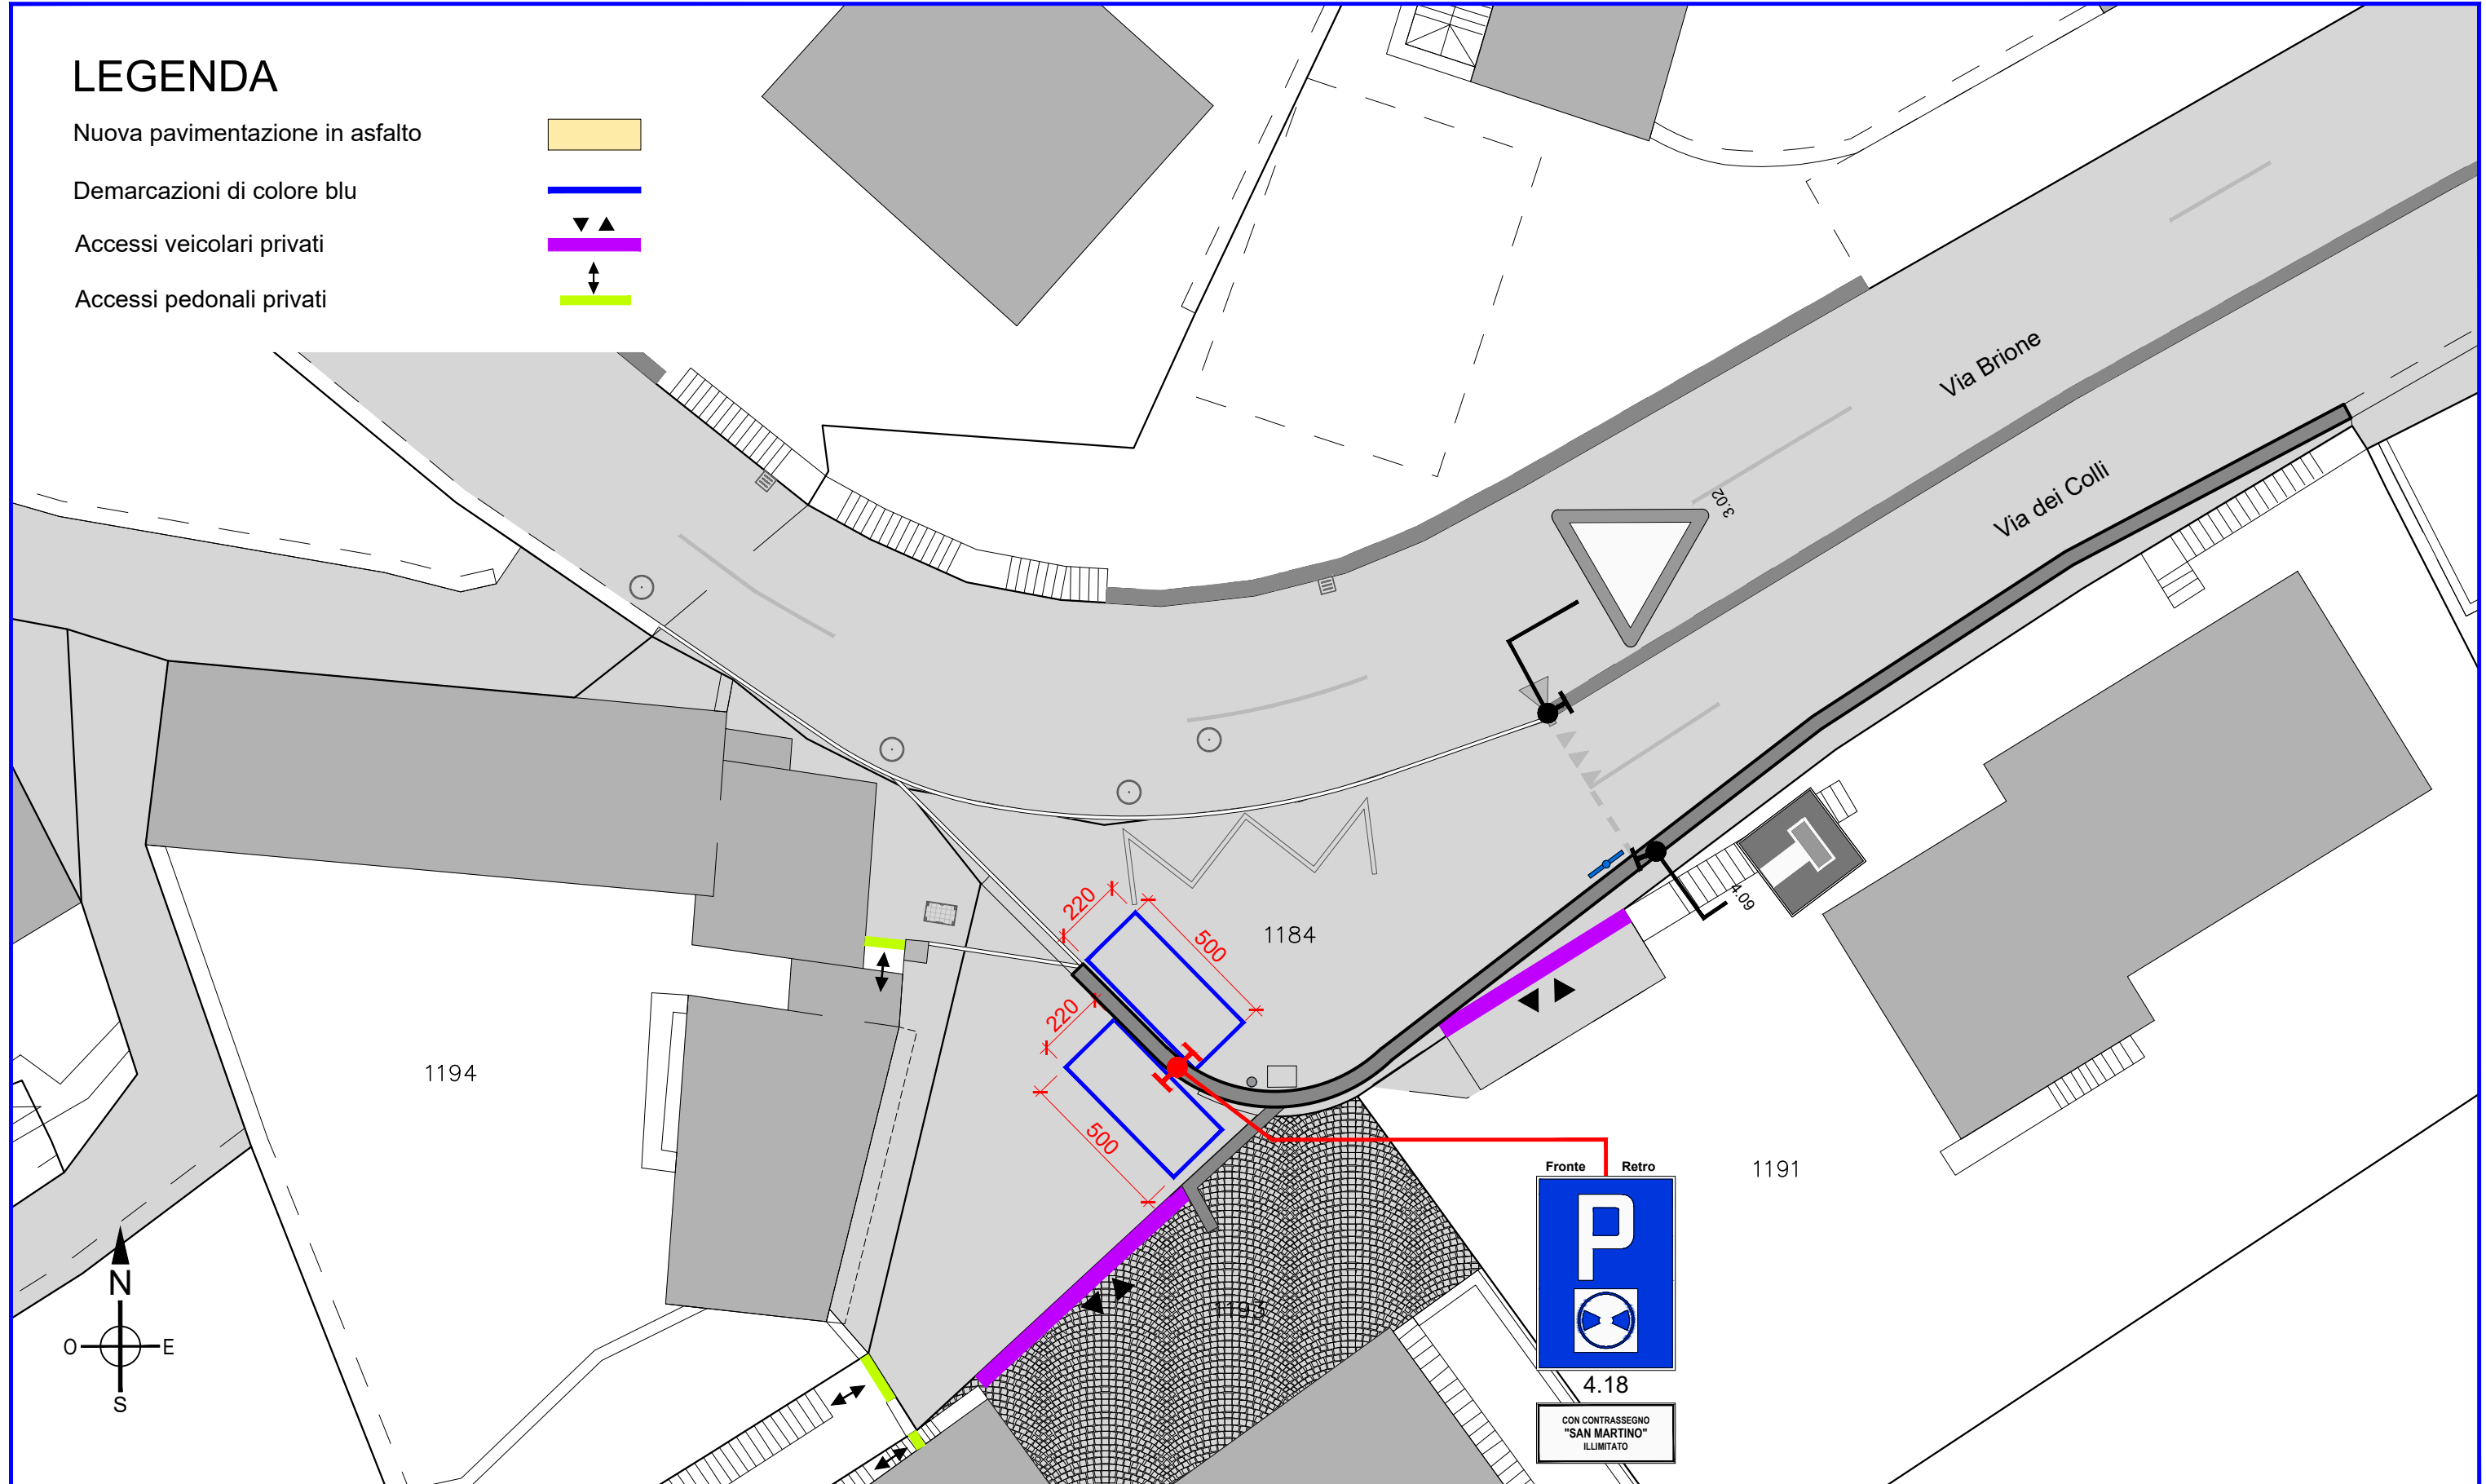 LEGENDA
Nuova pavimentazione in asfalto
Demarcazioni di colore blu
Accessi veicolari privati
Accessi pedonali privati
Via Brione
Via dei Colli
3.02
4.09
220
500
1184
220
500
1194
1191
1193
Fronte Retro
P
4.18
CON CONTRASSEGNO
"SAN MARTINO"
ILLIMITATO
N
O E
S